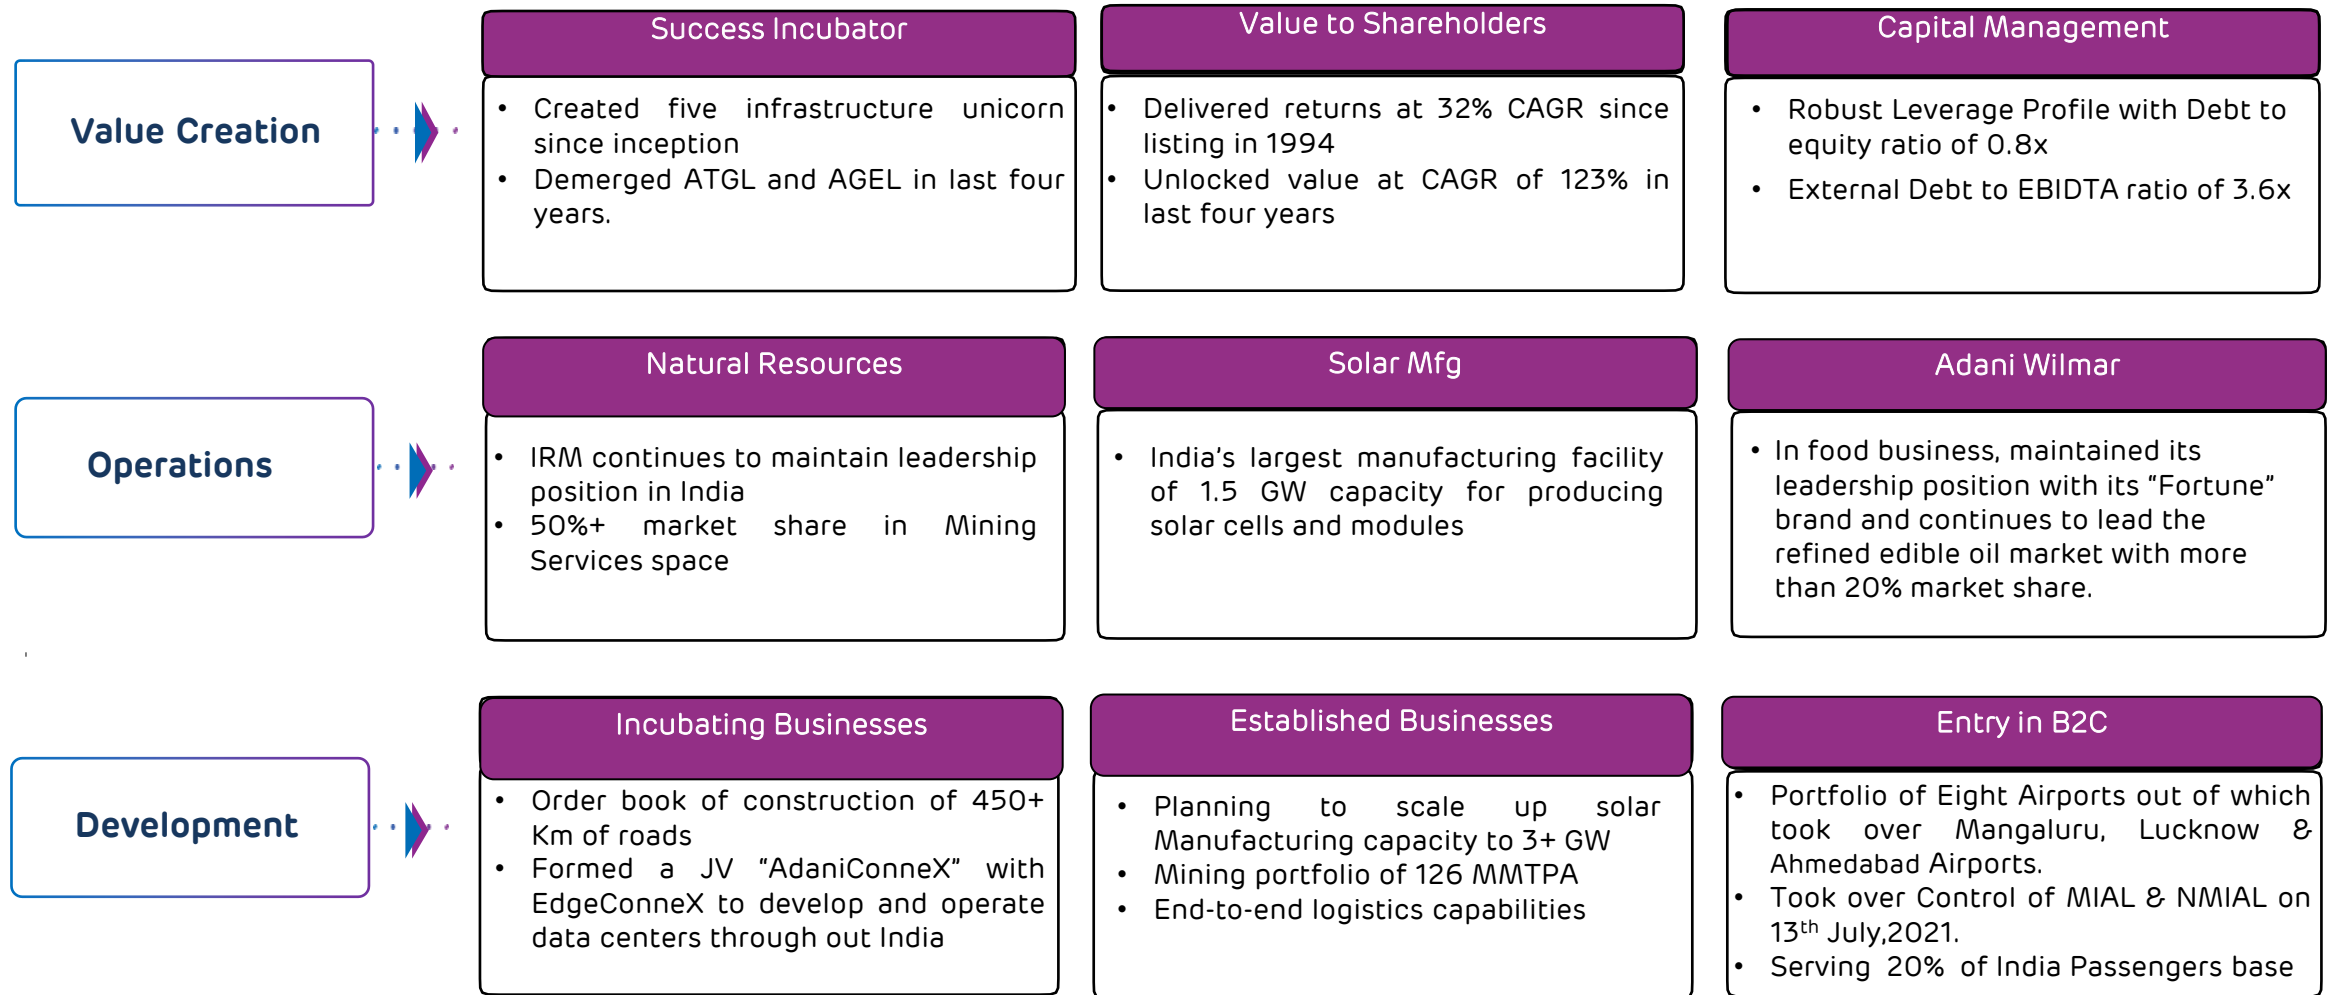 Value Creation
Success Incubator
• Created five infrastructure unicorn
since inception
• Demerged ATGL and AGEL in last four
years.
Value to Shareholders
• Delivered returns at 32% CAGR since
listing in 1994
• Unlocked value at CAGR of 123% in
last four years
Capital Management
• Robust Leverage Profile with Debt to
equity ratio of 0.8x
• External Debt to EBIDTA ratio of 3.6x
Operations
Natural Resources
• IRM continues to maintain leadership
position in India
• 50%+ market share in Mining
Services space
Solar Mfg
• India's largest manufacturing facility
of 1.5 GW capacity for producing
solar cells and modules
Adani Wilmar
• In food business, maintained its
leadership position with its "Fortune"
brand and continues to lead the
refined edible oil market with more
than 20% market share.
Development
Incubating Businesses
• Order book of construction of 450+
Km of roads
• Formed a JV "AdaniConneX" with
EdgeConneX to develop and operate
data centers through out India
Established Businesses
• Planning to scale up solar
Manufacturing capacity to 3+ GW
• Mining portfolio of 126 MMTPA
• End-to-end logistics capabilities
Entry in B2C
• Portfolio of Eight Airports out of which
took over Mangaluru, Lucknow &
Ahmedabad Airports.
• Took over Control of MIAL & NMIAL on
13th July,2021.
• Serving 20% of India Passengers base